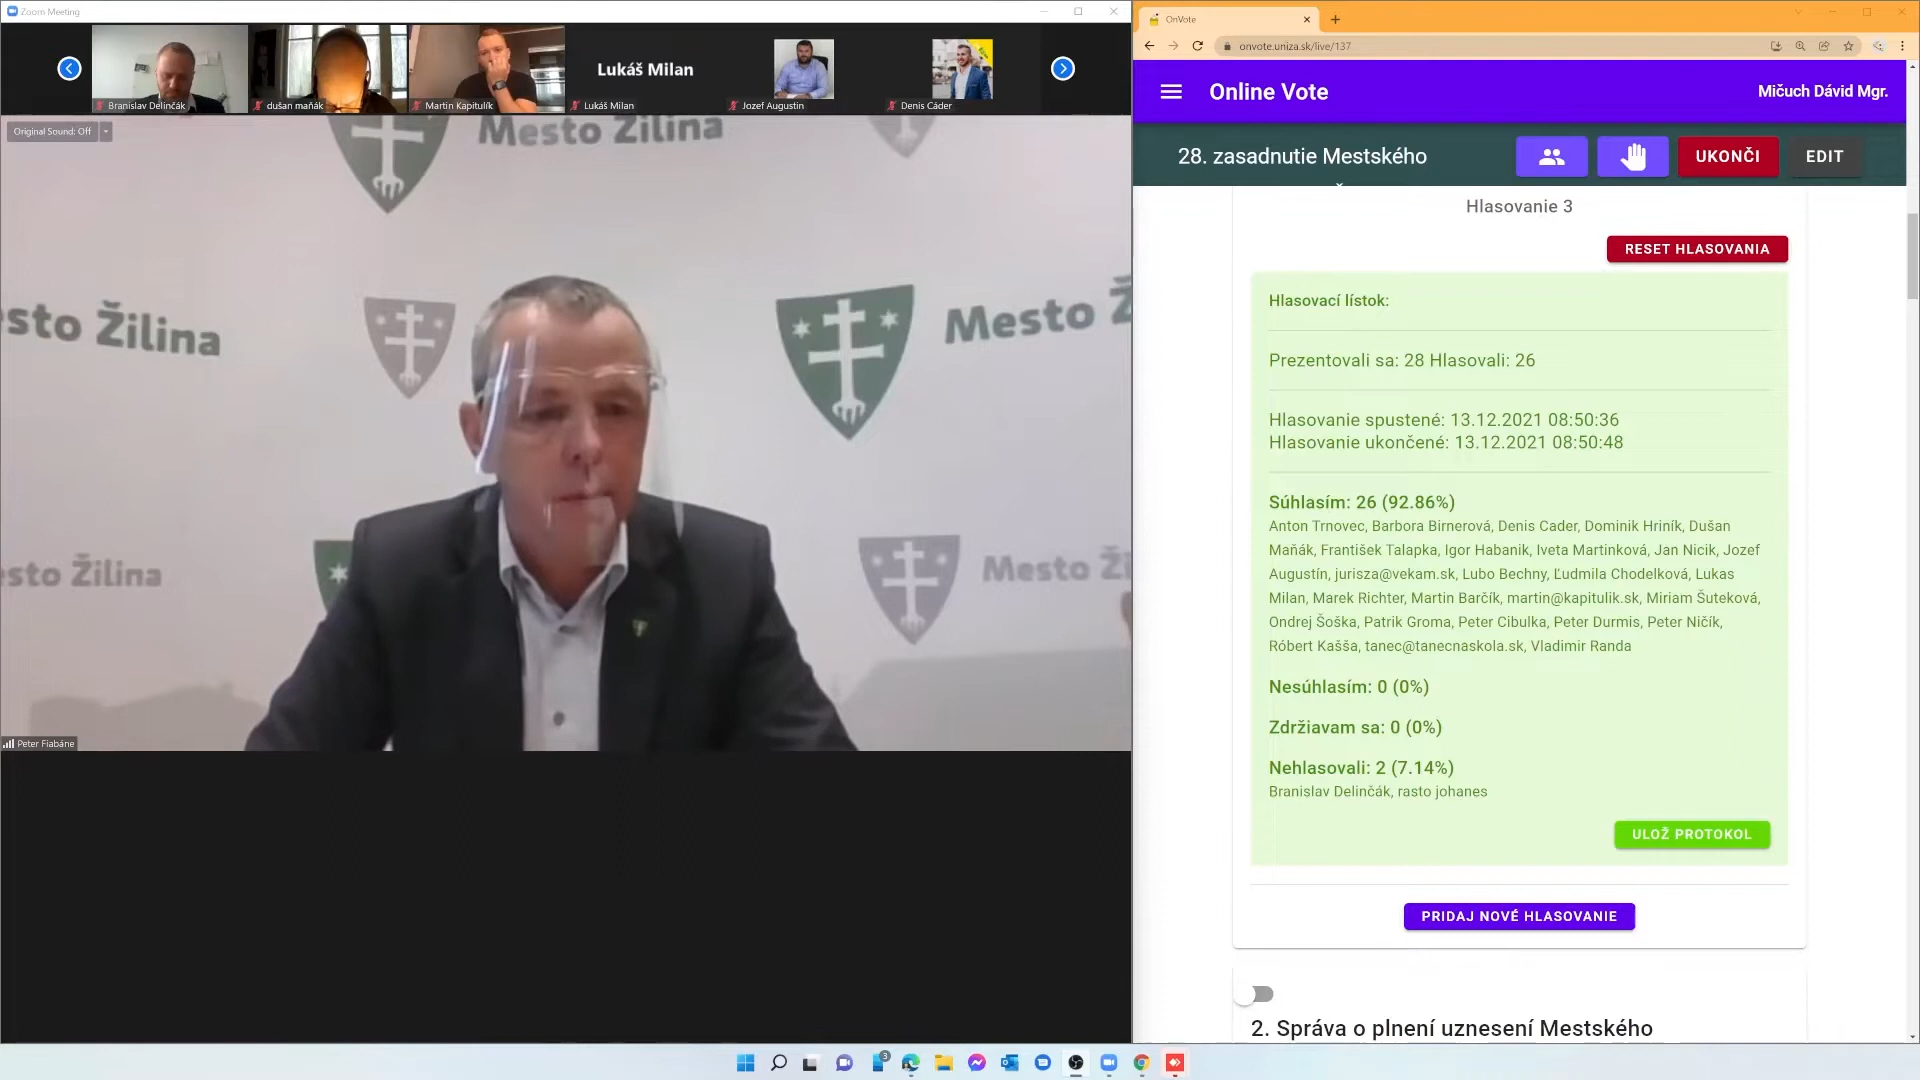 Zoom Meeting
Branislav Delinčák
dušan maňák
Martin Kapitulík
Lukáš Milan
Lukáš Milan
Jozef Augustin
Denis Cáder
Original Sound: Off
Mesto Žilina
sto Žilina
Mesto Ž
esto Žilina
Mesto Ži
Peter Fiabáne
OnVote
onvote.uniza.sk/live/137
Online Vote
Mičuch Dávid Mgr.
28. zasadnutie Mestského
UKONČI
EDIT
Hlasovanie 3
RESET HLASOVANIA
Hlasovací lístok:
Prezentovali sa: 28 Hlasovali: 26
Hlasovanie spustené: 13.12.2021 08:50:36
Hlasovanie ukončené: 13.12.2021 08:50:48
Súhlasím: 26 (92.86%)
Anton Trnovec, Barbora Birnerová, Denis Cader, Dominik Hriník, Dušan
Maňák, František Talapka, Igor Habanik, Iveta Martinková, Jan Nicik, Jozef
Augustín, jurisza@vekam.sk, Lubo Bechny, Ľudmila Chodelková, Lukas
Milan, Marek Richter, Martin Barčík, martin@kapitulik.sk, Miriam Šuteková,
Ondrej Šoška, Patrik Groma, Peter Cibulka, Peter Durmis, Peter Ničík,
Róbert Kašša, tanec@tanecnaskola.sk, Vladimir Randa
Nesúhlasím: 0 (0%)
Zdržiavam sa: 0 (0%)
Nehlasovali: 2 (7.14%)
Branislav Delinčák, rasto johanes
ULOŽ PROTOKOL
PRIDAJ NOVÉ HLASOVANIE
2. Správa o plnení uznesení Mestského
3